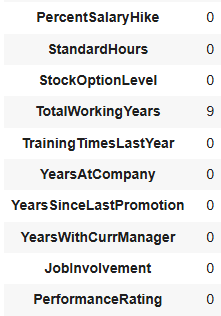 PercentSalaryHike 0
StandardHours 0
StockOptionLevel 0
TotalWorkingYears 9
TrainingTimesLastYear 0
YearsAtCompany 0
YearsSinceLastPromotion 0
YearsWithCurrManager 0
JobInvolvement 0
PerformanceRating 0